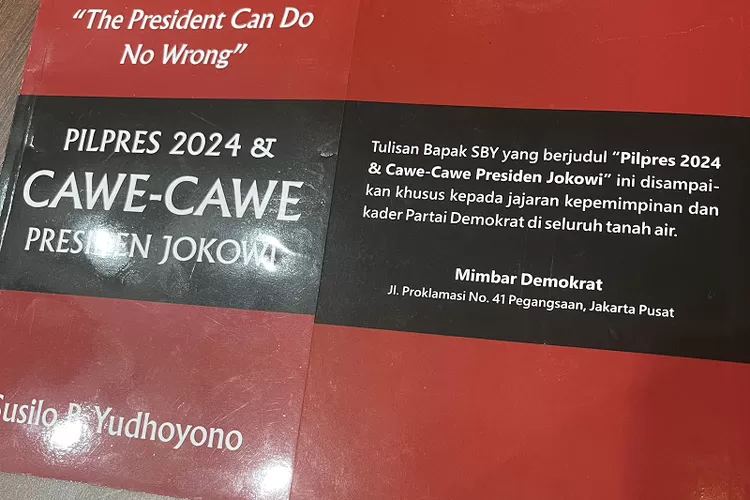 "The President Can Do
No Wrong"
PILPRES 2024 &
CAWE-CAWE
PRESIDEN JOKOWI
Susilo B. Yudhoyono
Tulisan Bapak SBY yang berjudul "Pilpres 2024
& Cawe-Cawe Presiden Jokowi" ini disampai-
kan khusus kepada jajaran kepemimpinan dan
kader Partai Demokrat di seluruh tanah air.
Mimbar Demokrat
Jl. Proklamasi No. 41 Pegangsaan, Jakarta Pusat